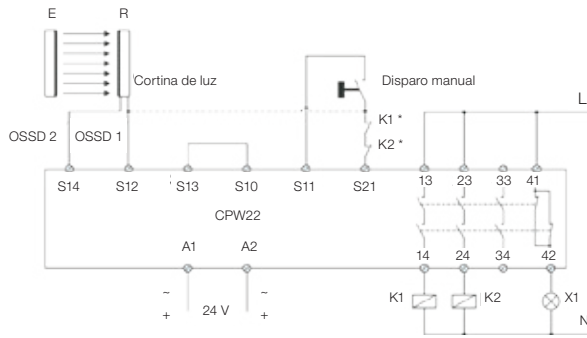 E R
Cortina de luz
Disparo manual
L
K1 *
OSSD 2 OSSD 1
K2 *
S14 S12 S13 S10 S11 S21 13 23 33 41
CPW22
A1 A2 14 24 34 42
~ ~ K1 K2 X1
+ 24 V +
N